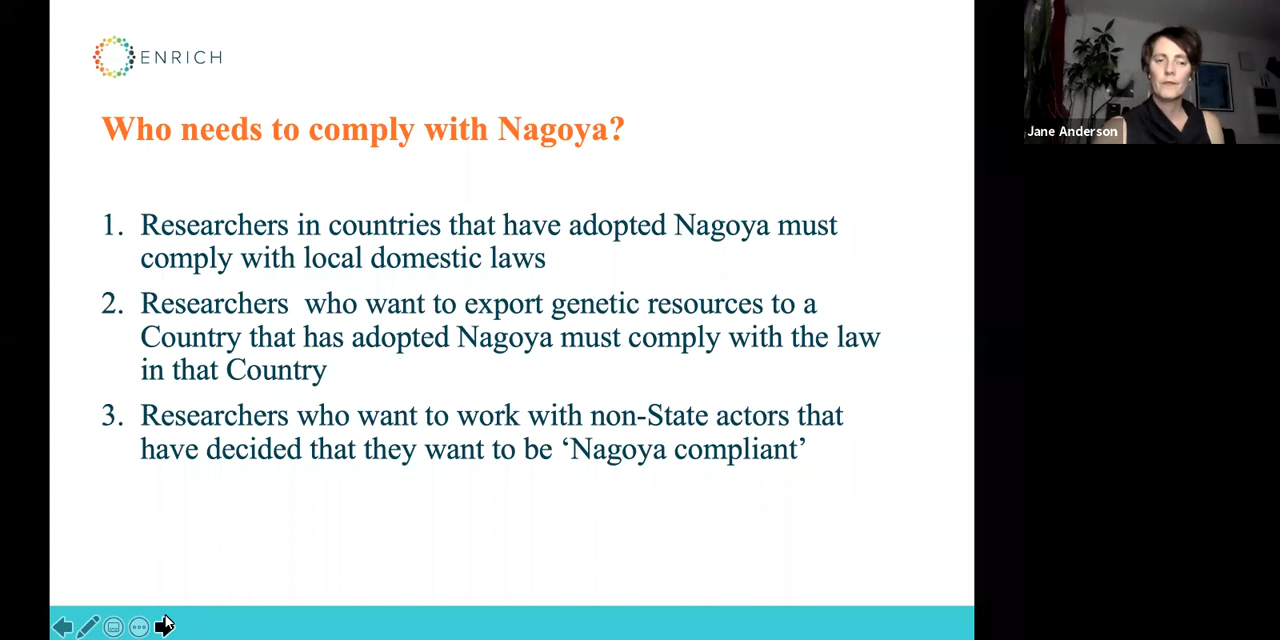 ENRICH
Who needs to comply with Nagoya?
1. Researchers in countries that have adopted Nagoya must
comply with local domestic laws
2. Researchers  who want to export genetic resources to a
Country that has adopted Nagoya must comply with the law
in that Country
3. Researchers who want to work with non-State actors that
have decided that they want to be ‘Nagoya compliant’
Jane Anderson